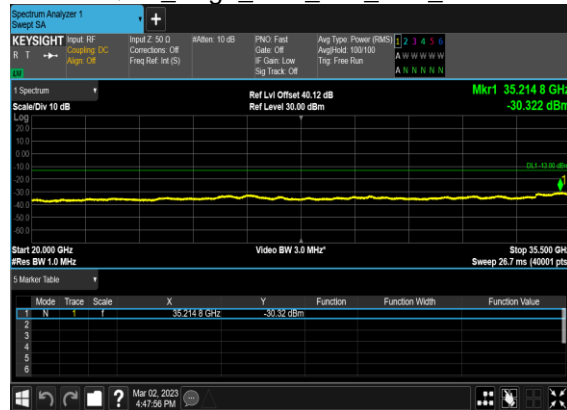 Spectrum Analyzer 1
Swept SA
+
KEYSIGHT Input: RF Input Z: 50 Ω #Atten: 10 dB PNO: Fast Avg Type: Power (RMS) 1 2 3 4 5 6
R T Coupling: DC Corrections: Off Gate: Off Avg|Hold: 100/100 A W W W W W
Align: Off Freq Ref: Int (S) IF Gain: Low Trig: Free Run
Sig Track: Off A N N N N N
1 Spectrum Ref Lvl Offset 40.12 dB Mkr1 35.214 8 GHz
Scale/Div 10 dB Ref Level 30.00 dBm -30.322 dBm
Log
20.0
10.0
0.00
-10.0
DL1 -13.00 dBm
-20.0
1
-30.0
-40.0
-50.0
-60.0
Start 20.000 GHz Video BW 3.0 MHz* Stop 35.500 GHz
#Res BW 1.0 MHz Sweep 26.7 ms (40001 pts)
5 Marker Table
Mode Trace Scale X Y Function Function Width Function Value
1 N 1 f 35.214 8 GHz -30.32 dBm
2
3
4
5
6
? Mar 02, 2023
4:47:56 PM